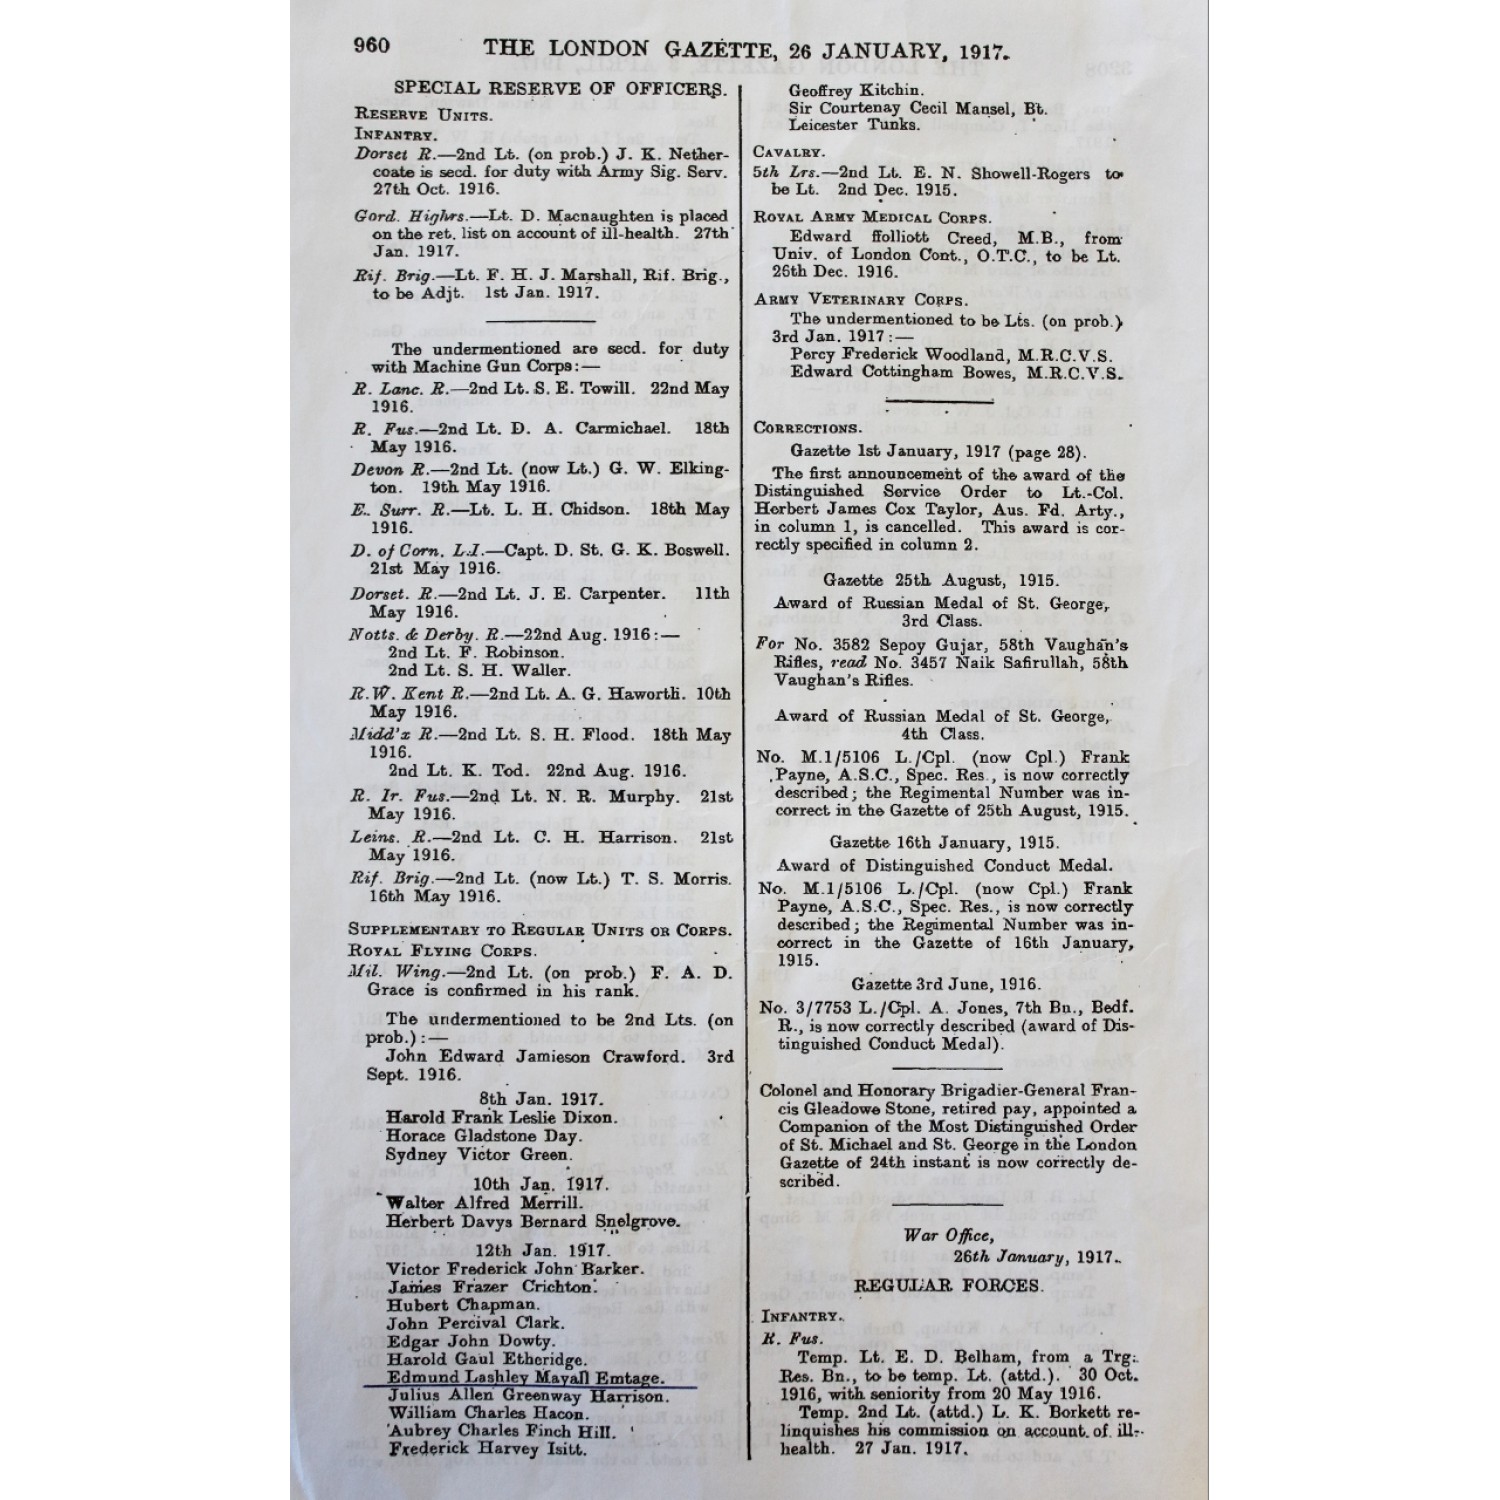 960 THE LONDON GAZETTE, 26 JANUARY, 1917.
SPECIAL RESERVE OF OFFICERS.
RESERVE UNITS.
INFANTRY.
Dorset R.—2nd Lt. (on prob.) J. K. Nether-
coate is secd. for duty with Army Sig. Serv.
27th Oct. 1916.
Gord. Highrs.—Lt. D. Macnaughten is placed
on the ret. list on account of ill-health. 27th
Jan. 1917.
Rif. Brig.—Lt. F. H. J. Marshall, Rif. Brig.,
to be Adjt. 1st Jan. 1917.
The undermentioned are secd. for duty
with Machine Gun Corps:—
R. Lanc. R.—2nd Lt. S. E. Towill. 22nd May
1916.
R. Fus.—2nd Lt. D. A. Carmichael. 18th
May 1916.
Devon R.—2nd Lt. (now Lt.) G. W. Elking-
ton. 19th May 1916.
E. Surr. R.—Lt. L. H. Chidson. 18th May
1916.
D. of Corn. L.I.—Capt. D. St. G. K. Boswell.
21st May 1916.
Dorset. R.—2nd Lt. J. E. Carpenter. 11th
May 1916.
Notts. & Derby. R.—22nd Aug. 1916:—
2nd Lt. F. Robinson.
2nd Lt. S. H. Waller.
R.W. Kent R.—2nd Lt. A. G. Haworth. 10th
May 1916.
Midd'x R.—2nd Lt. S. H. Flood. 18th May
1916.
2nd Lt. K. Tod. 22nd Aug. 1916.
R. Ir. Fus.—2nd Lt. N. R. Murphy. 21st
May 1916.
Leins. R.—2nd Lt. C. H. Harrison. 21st
May 1916.
Rif. Brig.—2nd Lt. (now Lt.) T. S. Morris.
16th May 1916.
SUPPLEMENTARY TO REGULAR UNITS OR CORPS.
ROYAL FLYING CORPS.
Mil. Wing.—2nd Lt. (on prob.) F. A. D.
Grace is confirmed in his rank.
The undermentioned to be 2nd Lts. (on
prob.):—
John Edward Jamieson Crawford. 3rd
Sept. 1916.
8th Jan. 1917.
Harold Frank Leslie Dixon.
Horace Gladstone Day.
Sydney Victor Green.
10th Jan. 1917.
Walter Alfred Merrill.
Herbert Davys Bernard Snelgrove.
12th Jan. 1917.
Victor Frederick John Barker.
James Frazer Crichton.
Hubert Chapman.
John Percival Clark.
Edgar John Dowty.
Harold Gaul Etheridge.
Edmund Lashley Mayall Emtage.
Julius Allen Greenway Harrison.
William Charles Hacon.
Aubrey Charles Finch Hill.
Frederick Harvey Isitt.
Geoffrey Kitchin.
Sir Courtenay Cecil Mansel, Bt.
Leicester Tunks.
CAVALRY.
5th Lrs.—2nd Lt. E. N. Showell-Rogers to
be Lt. 2nd Dec. 1915.
ROYAL ARMY MEDICAL CORPS.
Edward ffolliott Creed, M.B., from
Univ. of London Cont., O.T.C., to be Lt.
26th Dec. 1916.
ARMY VETERINARY CORPS.
The undermentioned to be Lts. (on prob.)
3rd Jan. 1917:—
Percy Frederick Woodland, M.R.C.V.S.
Edward Cottingham Bowes, M.R.C.V.S.
CORRECTIONS.
Gazette 1st January, 1917 (page 28).
The first announcement of the award of the
Distinguished Service Order to Lt.-Col.
Herbert James Cox Taylor, Aus. Fd. Arty.,
in column 1, is cancelled. This award is cor-
rectly specified in column 2.
Gazette 25th August, 1915.
Award of Russian Medal of St. George,
3rd Class.
For No. 3582 Sepoy Gujar, 58th Vaughan's
Rifles, read No. 3457 Naik Safirullah, 58th
Vaughan's Rifles.
Award of Russian Medal of St. George,
4th Class.
No. M.1/5106 L./Cpl. (now Cpl.) Frank
Payne, A.S.C., Spec. Res., is now correctly
described; the Regimental Number was in-
correct in the Gazette of 25th August, 1915.
Gazette 16th January, 1915.
Award of Distinguished Conduct Medal.
No. M.1/5106 L./Cpl. (now Cpl.) Frank
Payne, A.S.C., Spec. Res., is now correctly
described; the Regimental Number was in-
correct in the Gazette of 16th January,
1915.
Gazette 3rd June, 1916.
No. 3/7753 L./Cpl. A. Jones, 7th Bn., Bedf.
R., is now correctly described (award of Dis-
tinguished Conduct Medal).
Colonel and Honorary Brigadier-General Fran-
cis Gleadowe Stone, retired pay, appointed a
Companion of the Most Distinguished Order
of St. Michael and St. George in the London
Gazette of 24th instant is now correctly de-
scribed.
War Office,
26th January, 1917.
REGULAR FORCES.
INFANTRY.
R. Fus.
Temp. Lt. E. D. Belham, from a Trg.
Res. Bn., to be temp. Lt. (attd.). 30 Oct.
1916, with seniority from 20 May 1916.
Temp. 2nd Lt. (attd.) L. K. Borkett re-
linquishes his commission on account of ill-
health. 27 Jan. 1917.